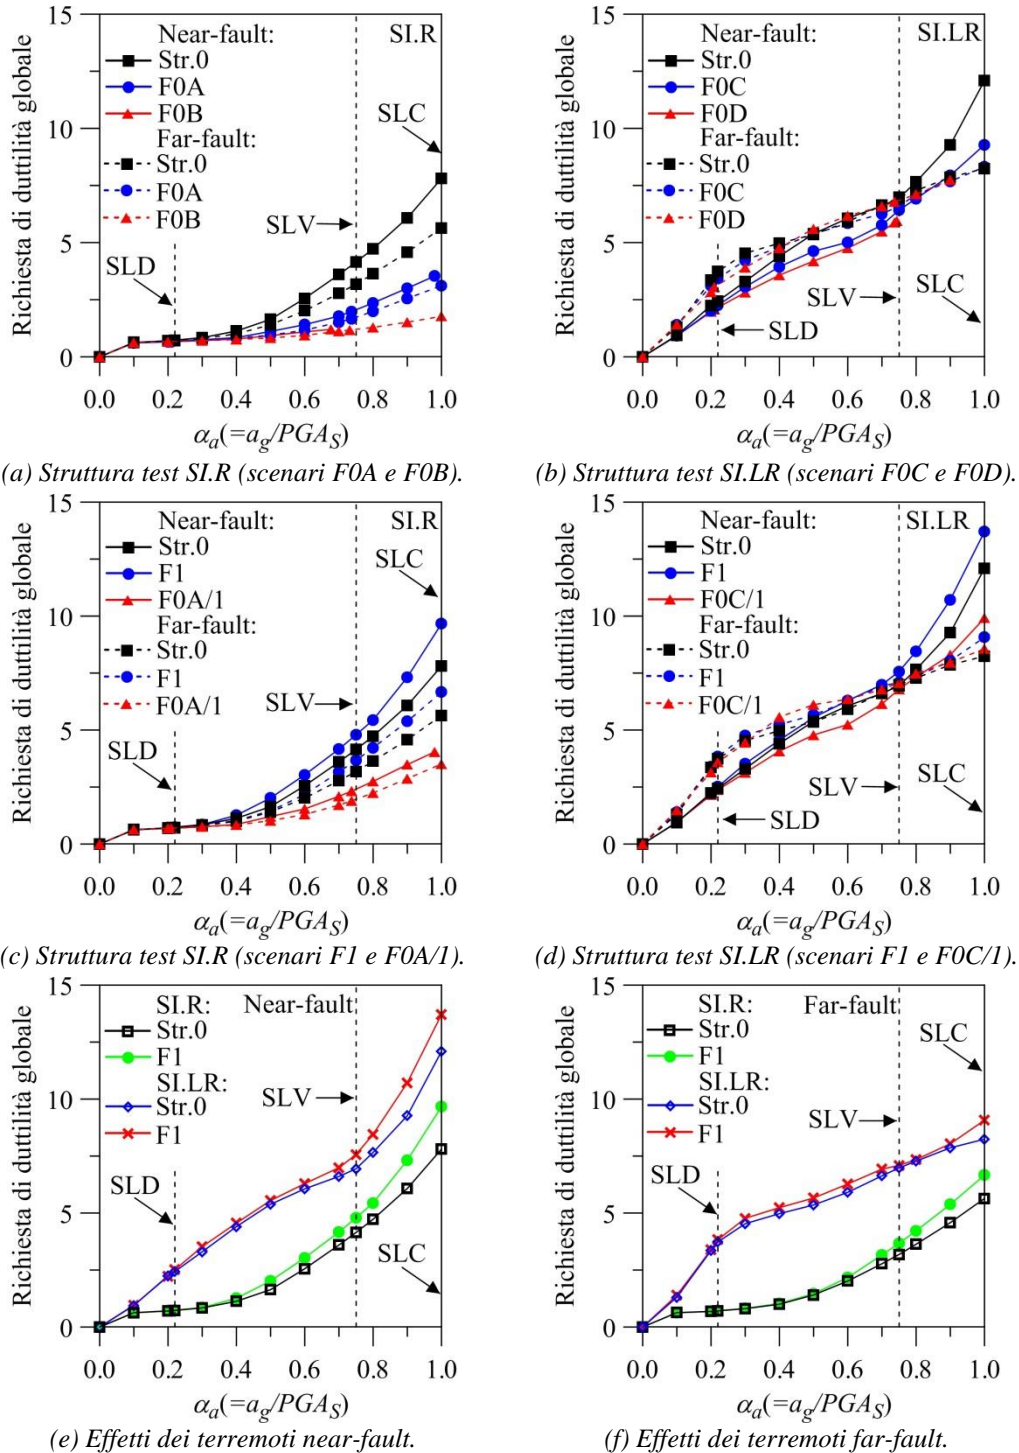 Richiesta di duttilità globale
15
10
5
0
Near-fault:
Str.0
F0A
F0B
Far-fault:
Str.0
F0A
F0B
SI.R
SLC
SLV
SLD
0.0 0.2 0.4 0.6 0.8 1.0
αa(=ag/PGAS)
(a) Struttura test SI.R (scenari F0A e F0B).
Richiesta di duttilità globale
15
10
5
0
Near-fault:
Str.0
F0C
F0D
Far-fault:
Str.0
F0C
F0D
SI.LR
SLV
SLC
SLD
0.0 0.2 0.4 0.6 0.8 1.0
αa(=ag/PGAS)
(b) Struttura test SI.LR (scenari F0C e F0D).
Richiesta di duttilità globale
15
10
5
0
Near-fault:
Str.0
F1
F0A/1
Far-fault:
Str.0
F1
F0A/1
SI.R
SLC
SLV
SLD
0.0 0.2 0.4 0.6 0.8 1.0
αa(=ag/PGAS)
(c) Struttura test SI.R (scenari F1 e F0A/1).
Richiesta di duttilità globale
15
10
5
0
Near-fault:
Str.0
F1
F0C/1
Far-fault:
Str.0
F1
F0C/1
SI.LR
SLV
SLC
SLD
0.0 0.2 0.4 0.6 0.8 1.0
αa(=ag/PGAS)
(d) Struttura test SI.LR (scenari F1 e F0C/1).
Richiesta di duttilità globale
15
10
5
0
SI.R:
Str.0
F1
SI.LR:
Str.0
F1
Near-fault
SLV
SLD
SLC
0.0 0.2 0.4 0.6 0.8 1.0
αa(=ag/PGAS)
(e) Effetti dei terremoti near-fault.
Richiesta di duttilità globale
15
10
5
0
SI.R:
Str.0
F1
SI.LR:
Str.0
F1
Far-fault
SLC
SLV
SLD
0.0 0.2 0.4 0.6 0.8 1.0
αa(=ag/PGAS)
(f) Effetti dei terremoti far-fault.